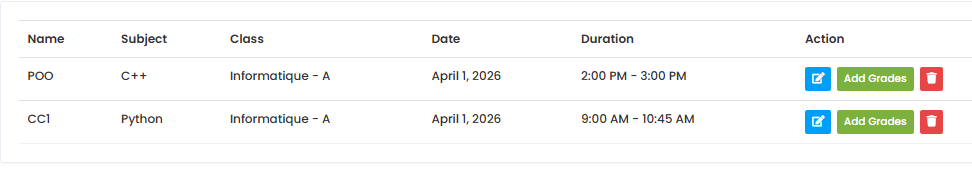 Name Subject Class Date Duration Action
POO C++ Informatique - A April 1, 2026 2:00 PM - 3:00 PM Add Grades
CC1 Python Informatique - A April 1, 2026 9:00 AM - 10:45 AM Add Grades